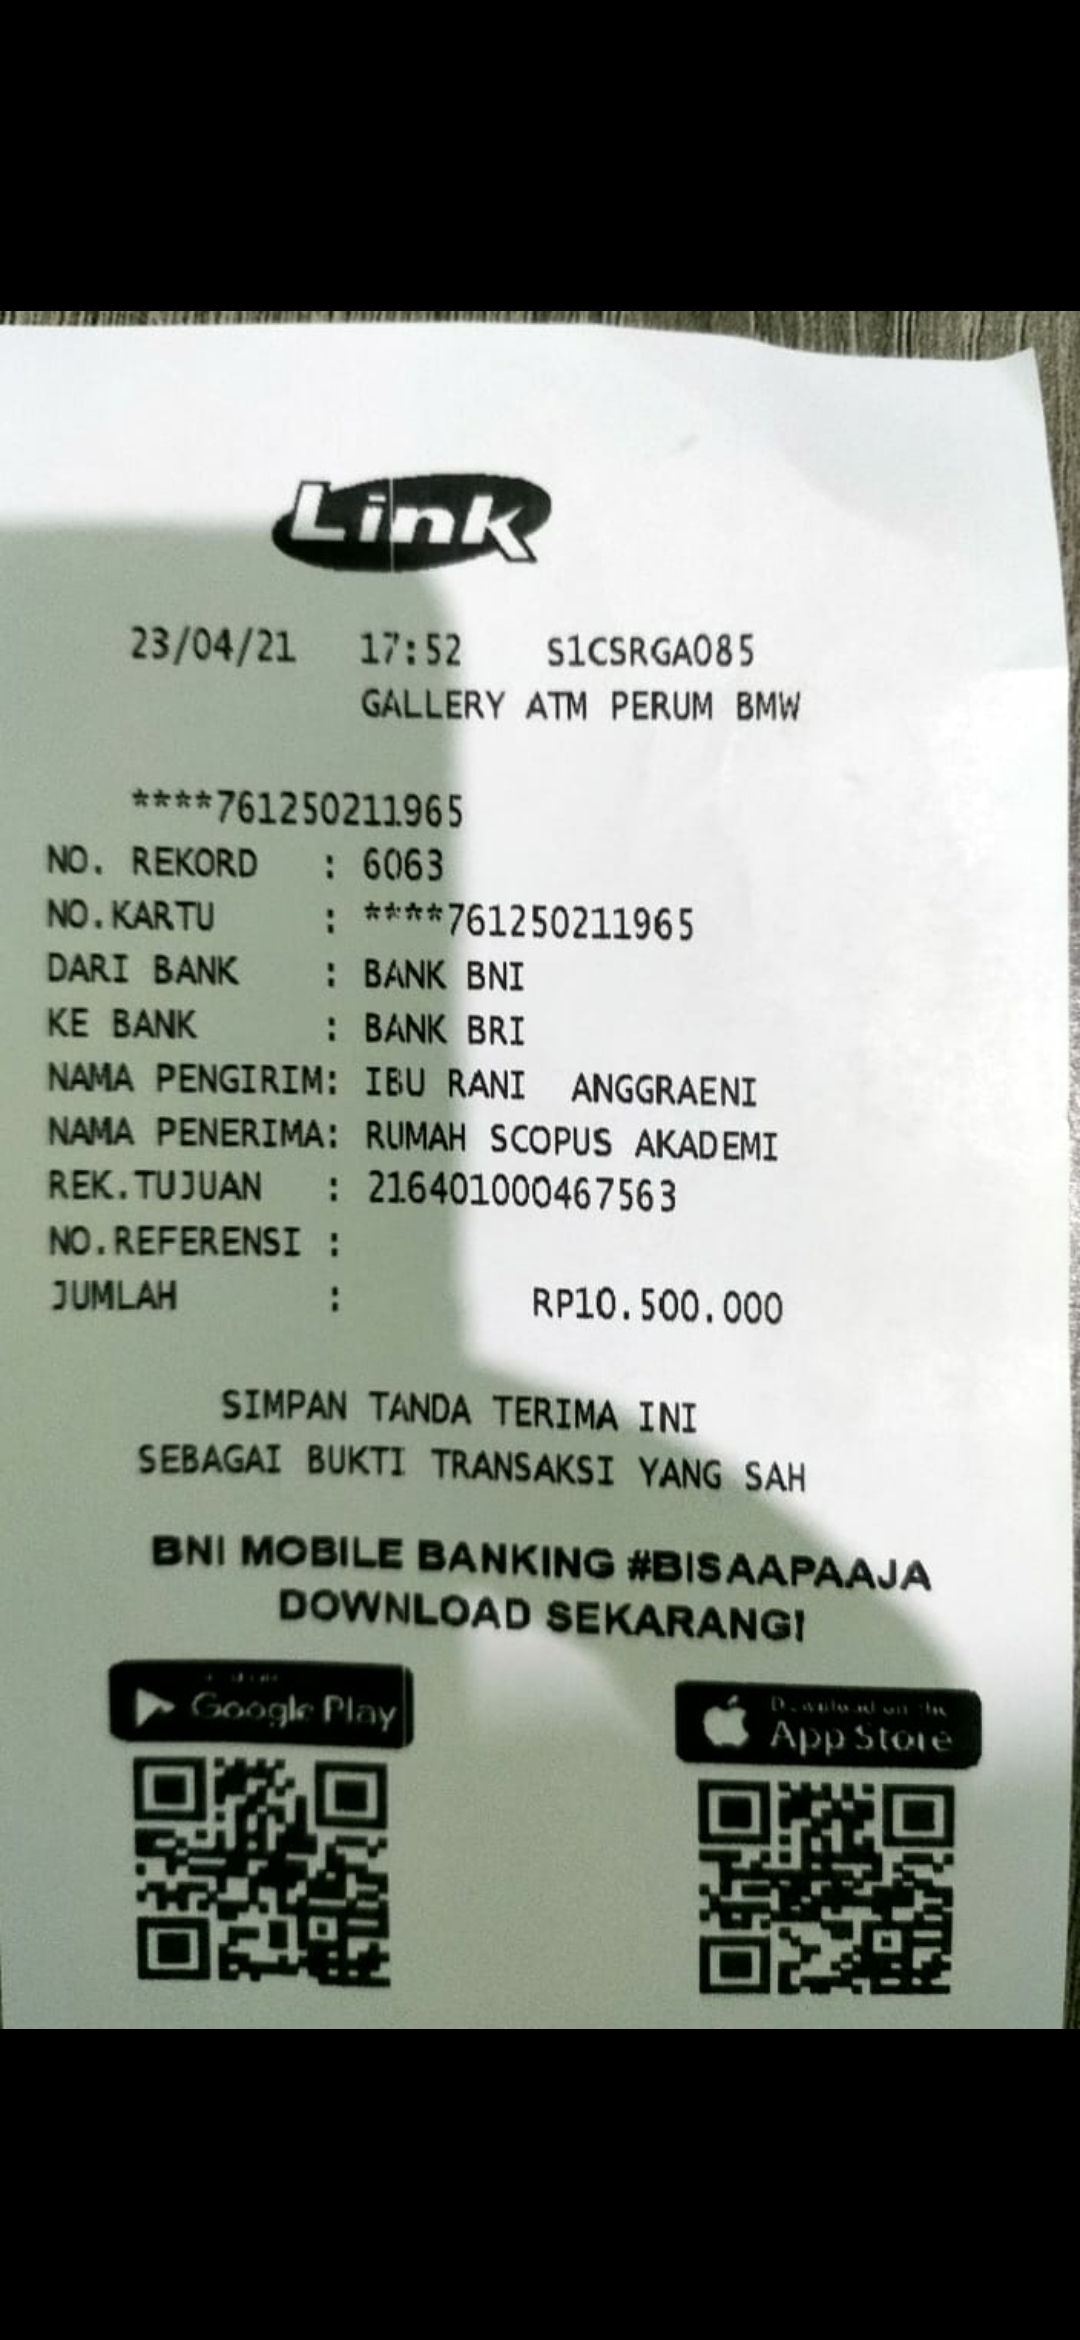 Link
23/04/21 17:52 S1CSRGA085
GALLERY ATM PERUM BMW
****761250211965
NO. REKORD : 6063
NO.KARTU : ****761250211965
DARI BANK : BANK BNI
KE BANK : BANK BRI
NAMA PENGIRIM: IBU RANI ANGGRAENI
NAMA PENERIMA: RUMAH SCOPUS AKADEMI
REK.TUJUAN : 216401000467563
NO.REFERENSI :
JUMLAH : RP10.500.000
SIMPAN TANDA TERIMA INI
SEBAGAI BUKTI TRANSAKSI YANG SAH
BNI MOBILE BANKING #BISAAPAAJA
DOWNLOAD SEKARANG!
Google Play
Download on the
App Store